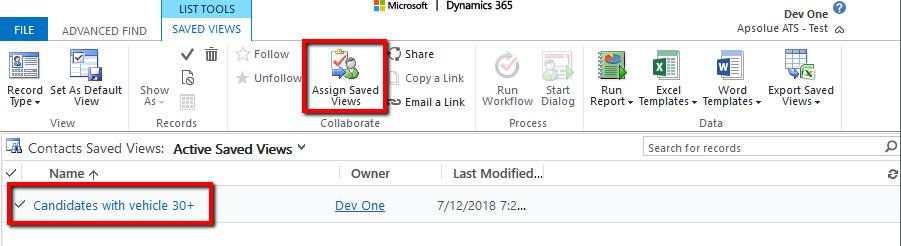 LIST TOOLS
Microsoft Dynamics 365
Dev One
Apsolue ATS - Test
FILE ADVANCED FIND SAVED VIEWS
Record Type
Set As Default View
Show As
Follow
Unfollow
Assign Saved Views
Share
Copy a Link
Email a Link
Run Workflow
Start Dialog
Run Report
Excel Templates
Word Templates
Export Saved Views
View Records Collaborate Process Data
Contacts Saved Views: Active Saved Views
Search for records
Name Owner Last Modified...
Candidates with vehicle 30+ Dev One 7/12/2018 7:2...